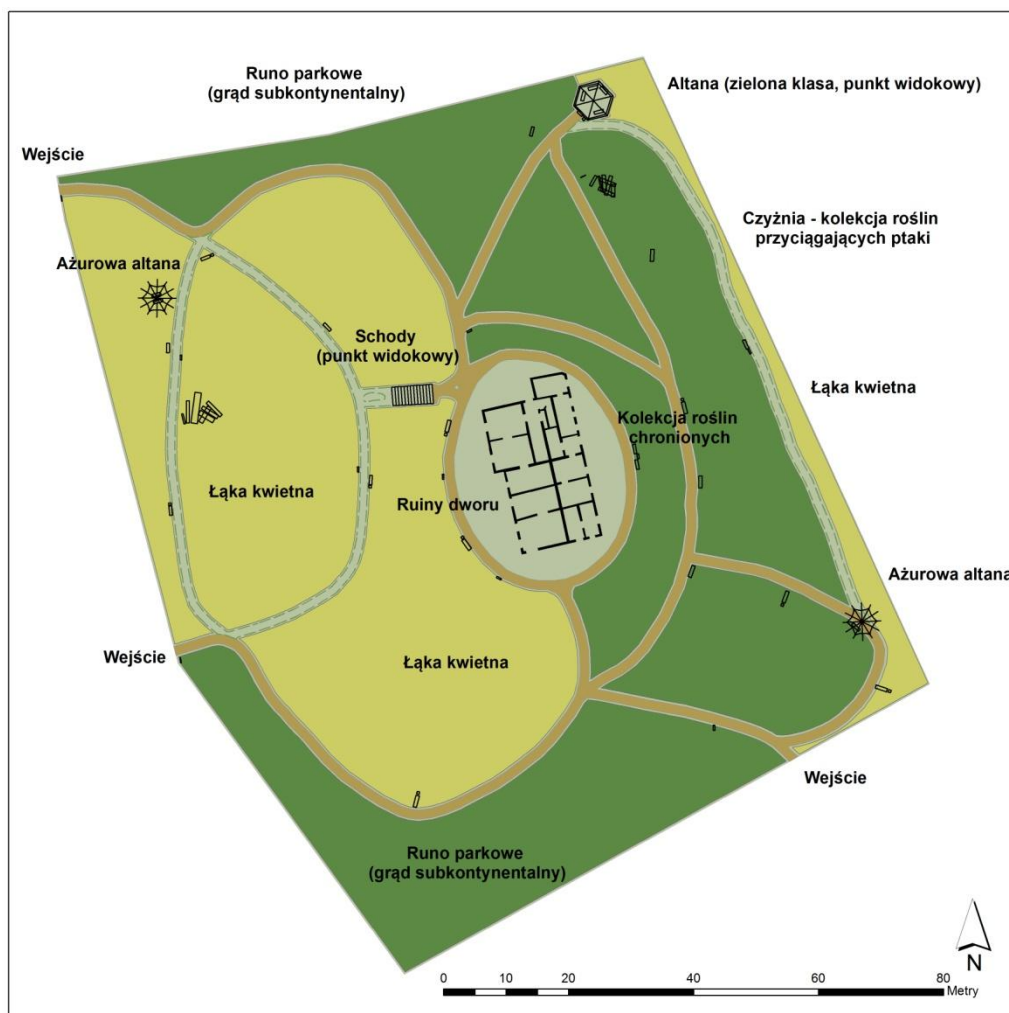 Runo parkowe
(grąd subkontynentalny)
Altana (zielona klasa, punkt widokowy)
Wejście
Czyżnia - kolekcja roślin
przyciągających ptaki
Ażurowa altana
Schody
(punkt widokowy)
Łąka kwietna
Kolekcja roślin
chronionych
Łąka kwietna
Ruiny dworu
Ażurowa altana
Wejście
Łąka kwietna
Wejście
Runo parkowe
(grąd subkontynentalny)
N
0 10 20 40 60 80
Metry